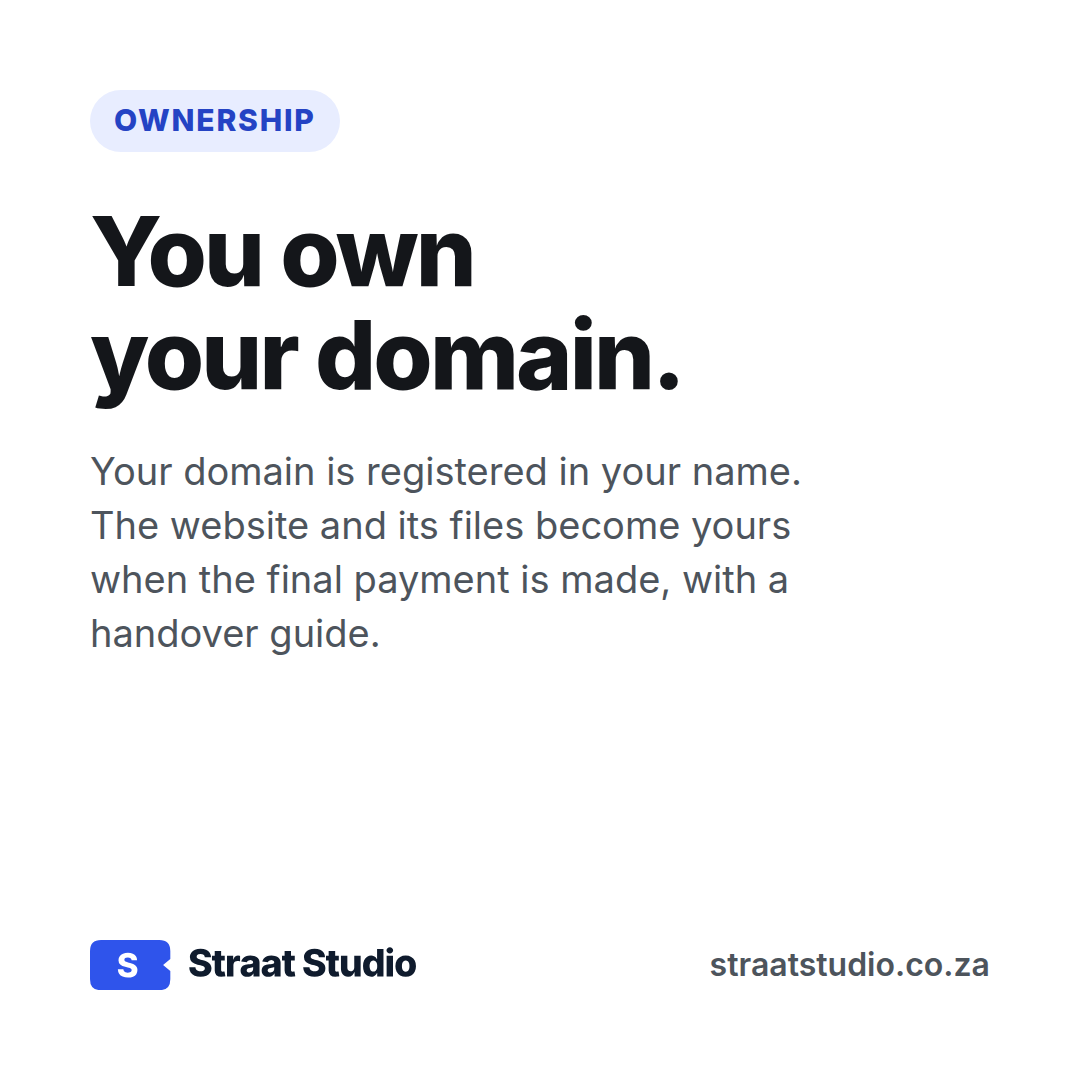 OWNERSHIP
You own
your domain.
Your domain is registered in your name.
The website and its files become yours
when the final payment is made, with a
handover guide.
S Straat Studio
straatstudio.co.za